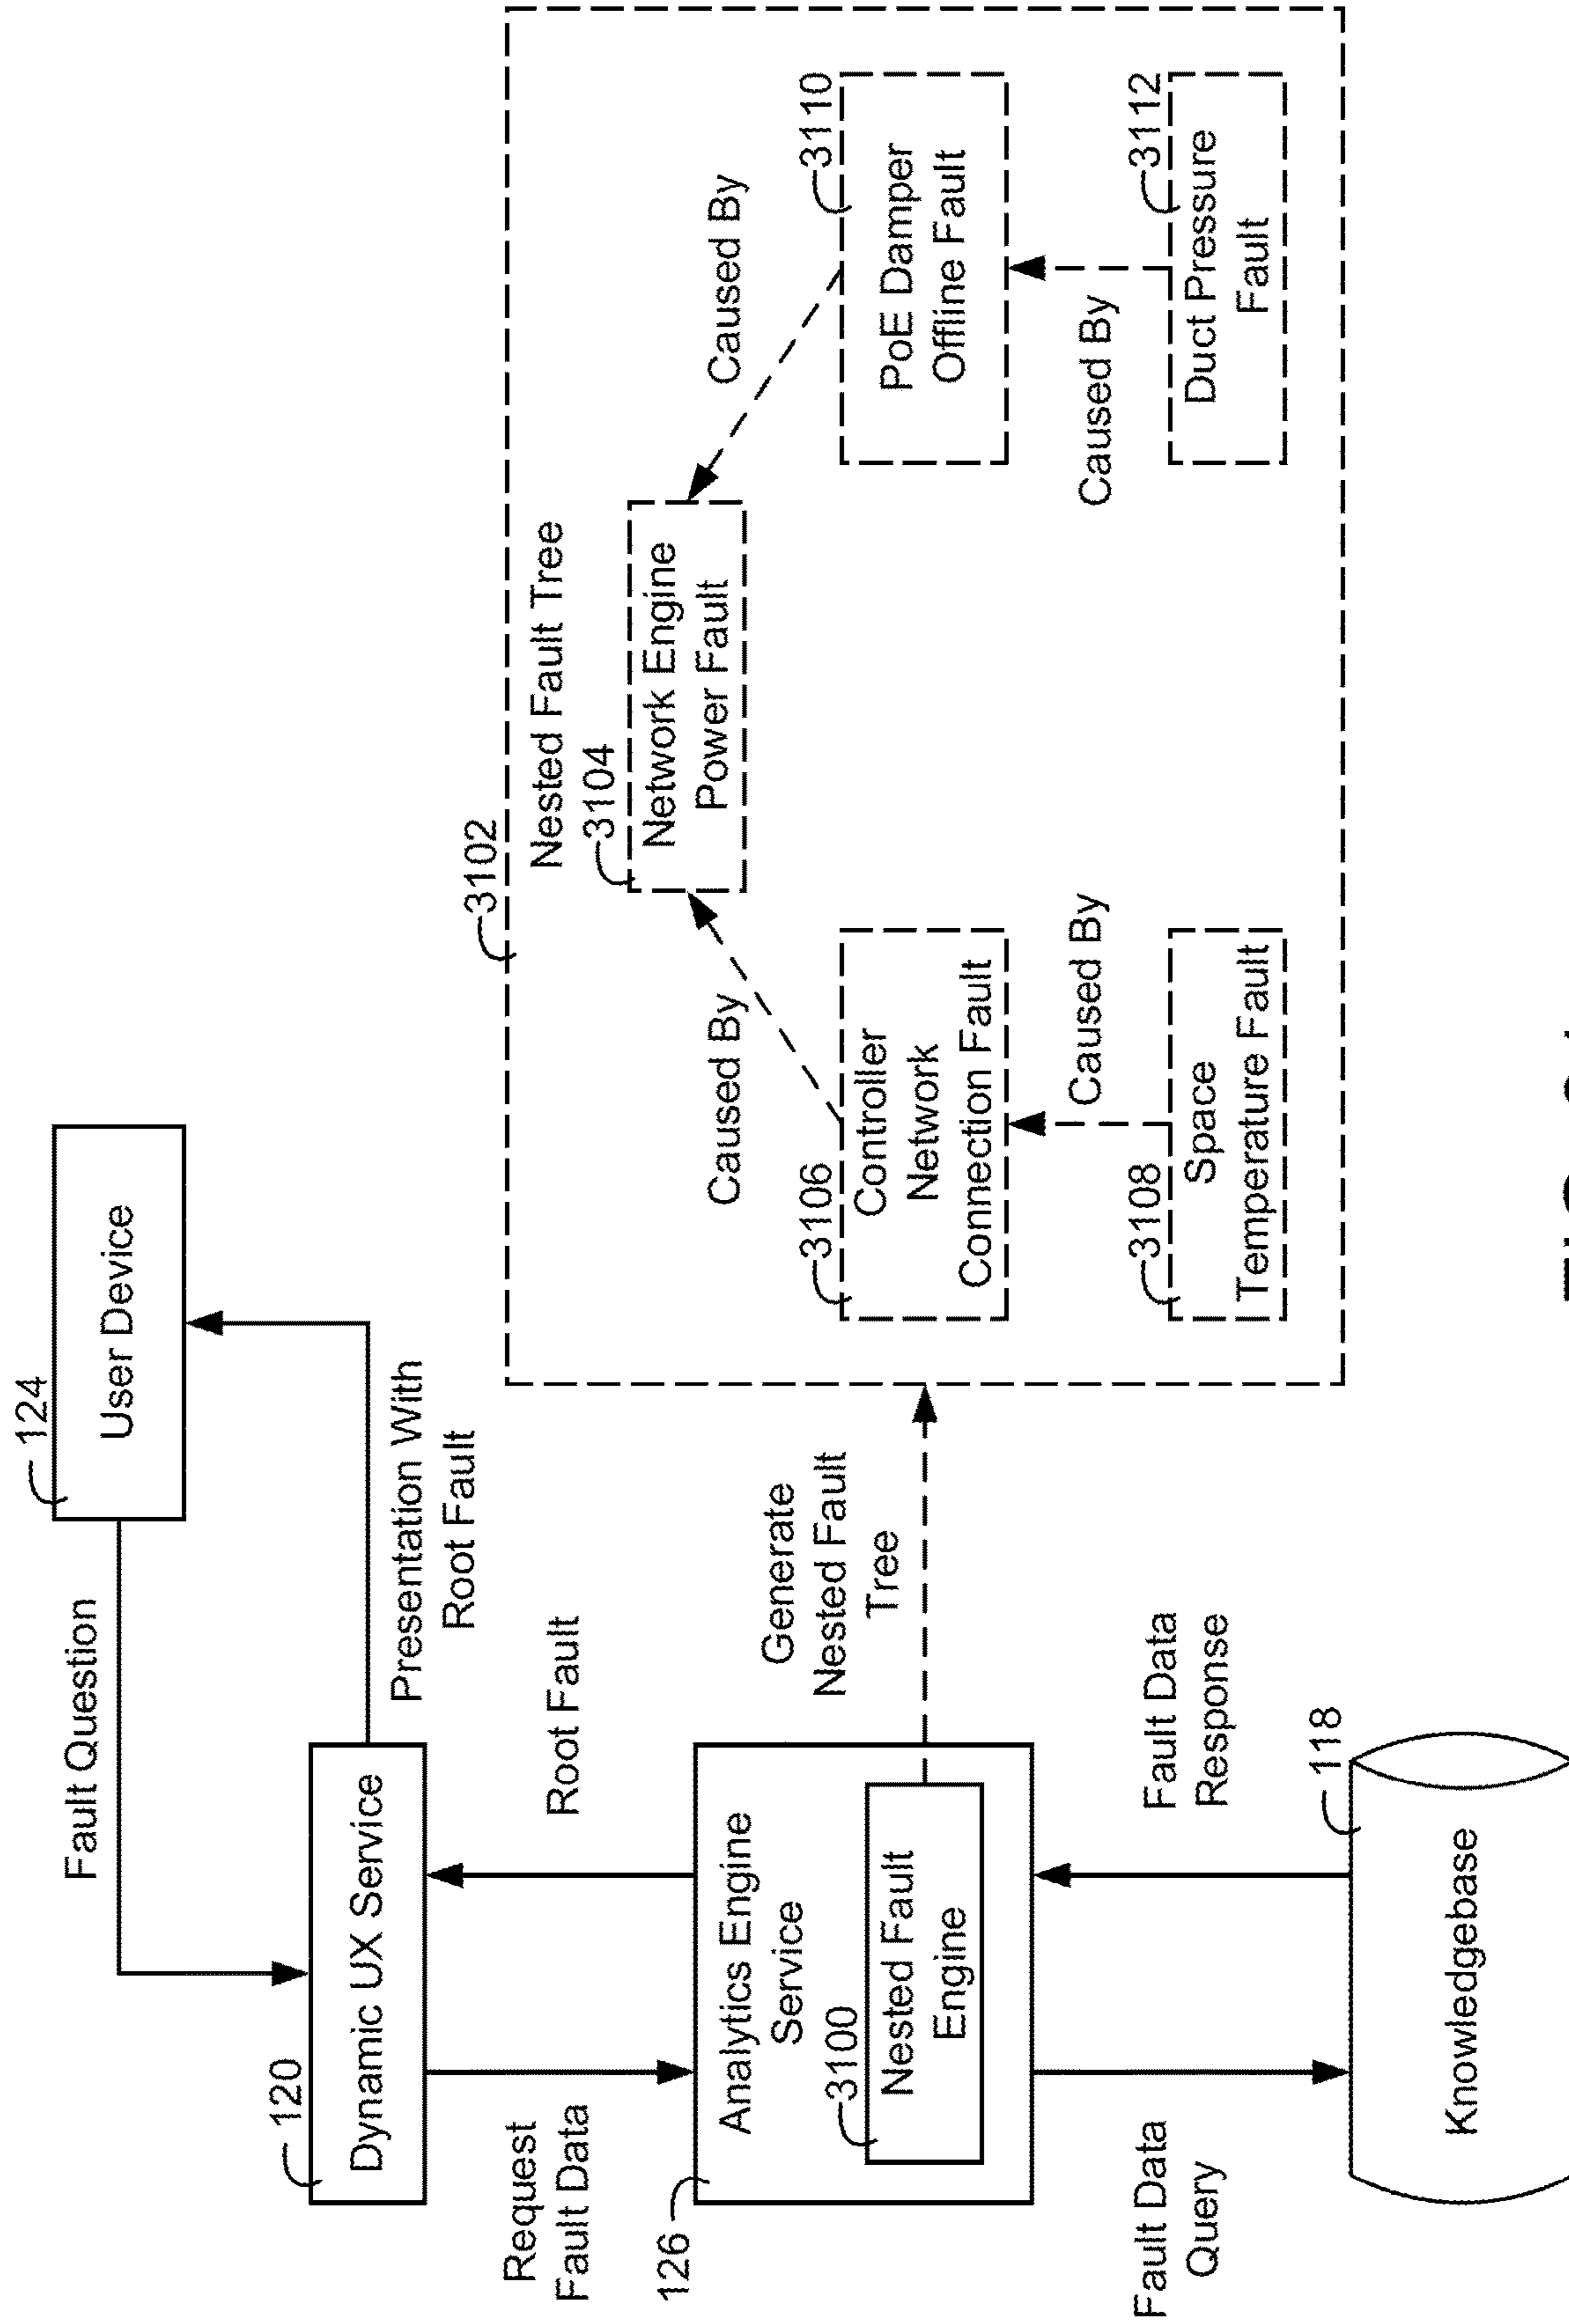 124
User Device
Fault Question
Presentation With
Root Fault
120
Dynamic UX Service
Request
Fault Data
Root Fault
126
Analytics Engine
Service
3100
Nested Fault
Engine
Generate
Nested Fault
Tree
Fault Data
Query
Fault Data
Response
118
Knowledgebase
3102
Nested Fault Tree
3104
Network Engine
Power Fault
Caused By
Caused By
3106
Controller
Network
Connection Fault
3110
PoE Damper
Offline Fault
Caused By
Caused By
3108
Space
Temperature Fault
3112
Duct Pressure
Fault